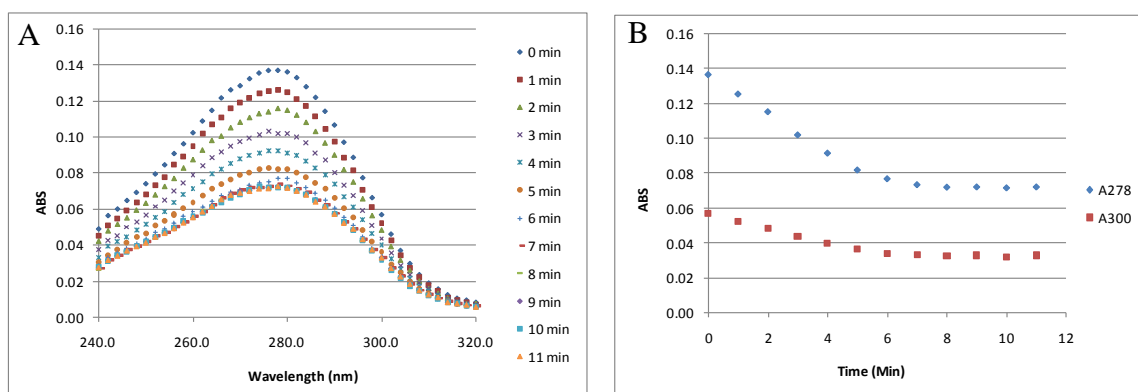 A
0.16
0.14
0.12
0.10
0.08
0.06
0.04
0.02
0.00
ABS
240.0 260.0 280.0 300.0 320.0
Wavelength (nm)
0 min
1 min
2 min
3 min
4 min
5 min
6 min
7 min
8 min
9 min
10 min
11 min
B
0.16
0.14
0.12
0.10
0.08
0.06
0.04
0.02
0.00
ABS
0 2 4 6 8 10 12
Time (Min)
A278
A300